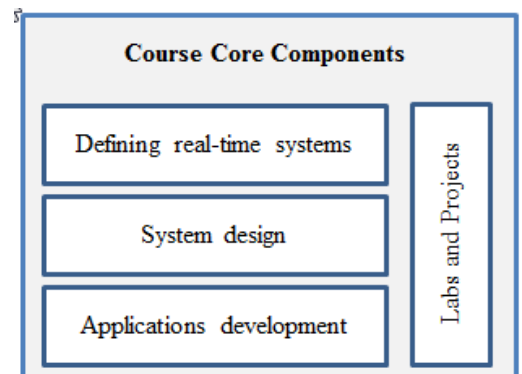 Course Core Components
Defining real-time systems
System design
Applications development
Labs and Projects